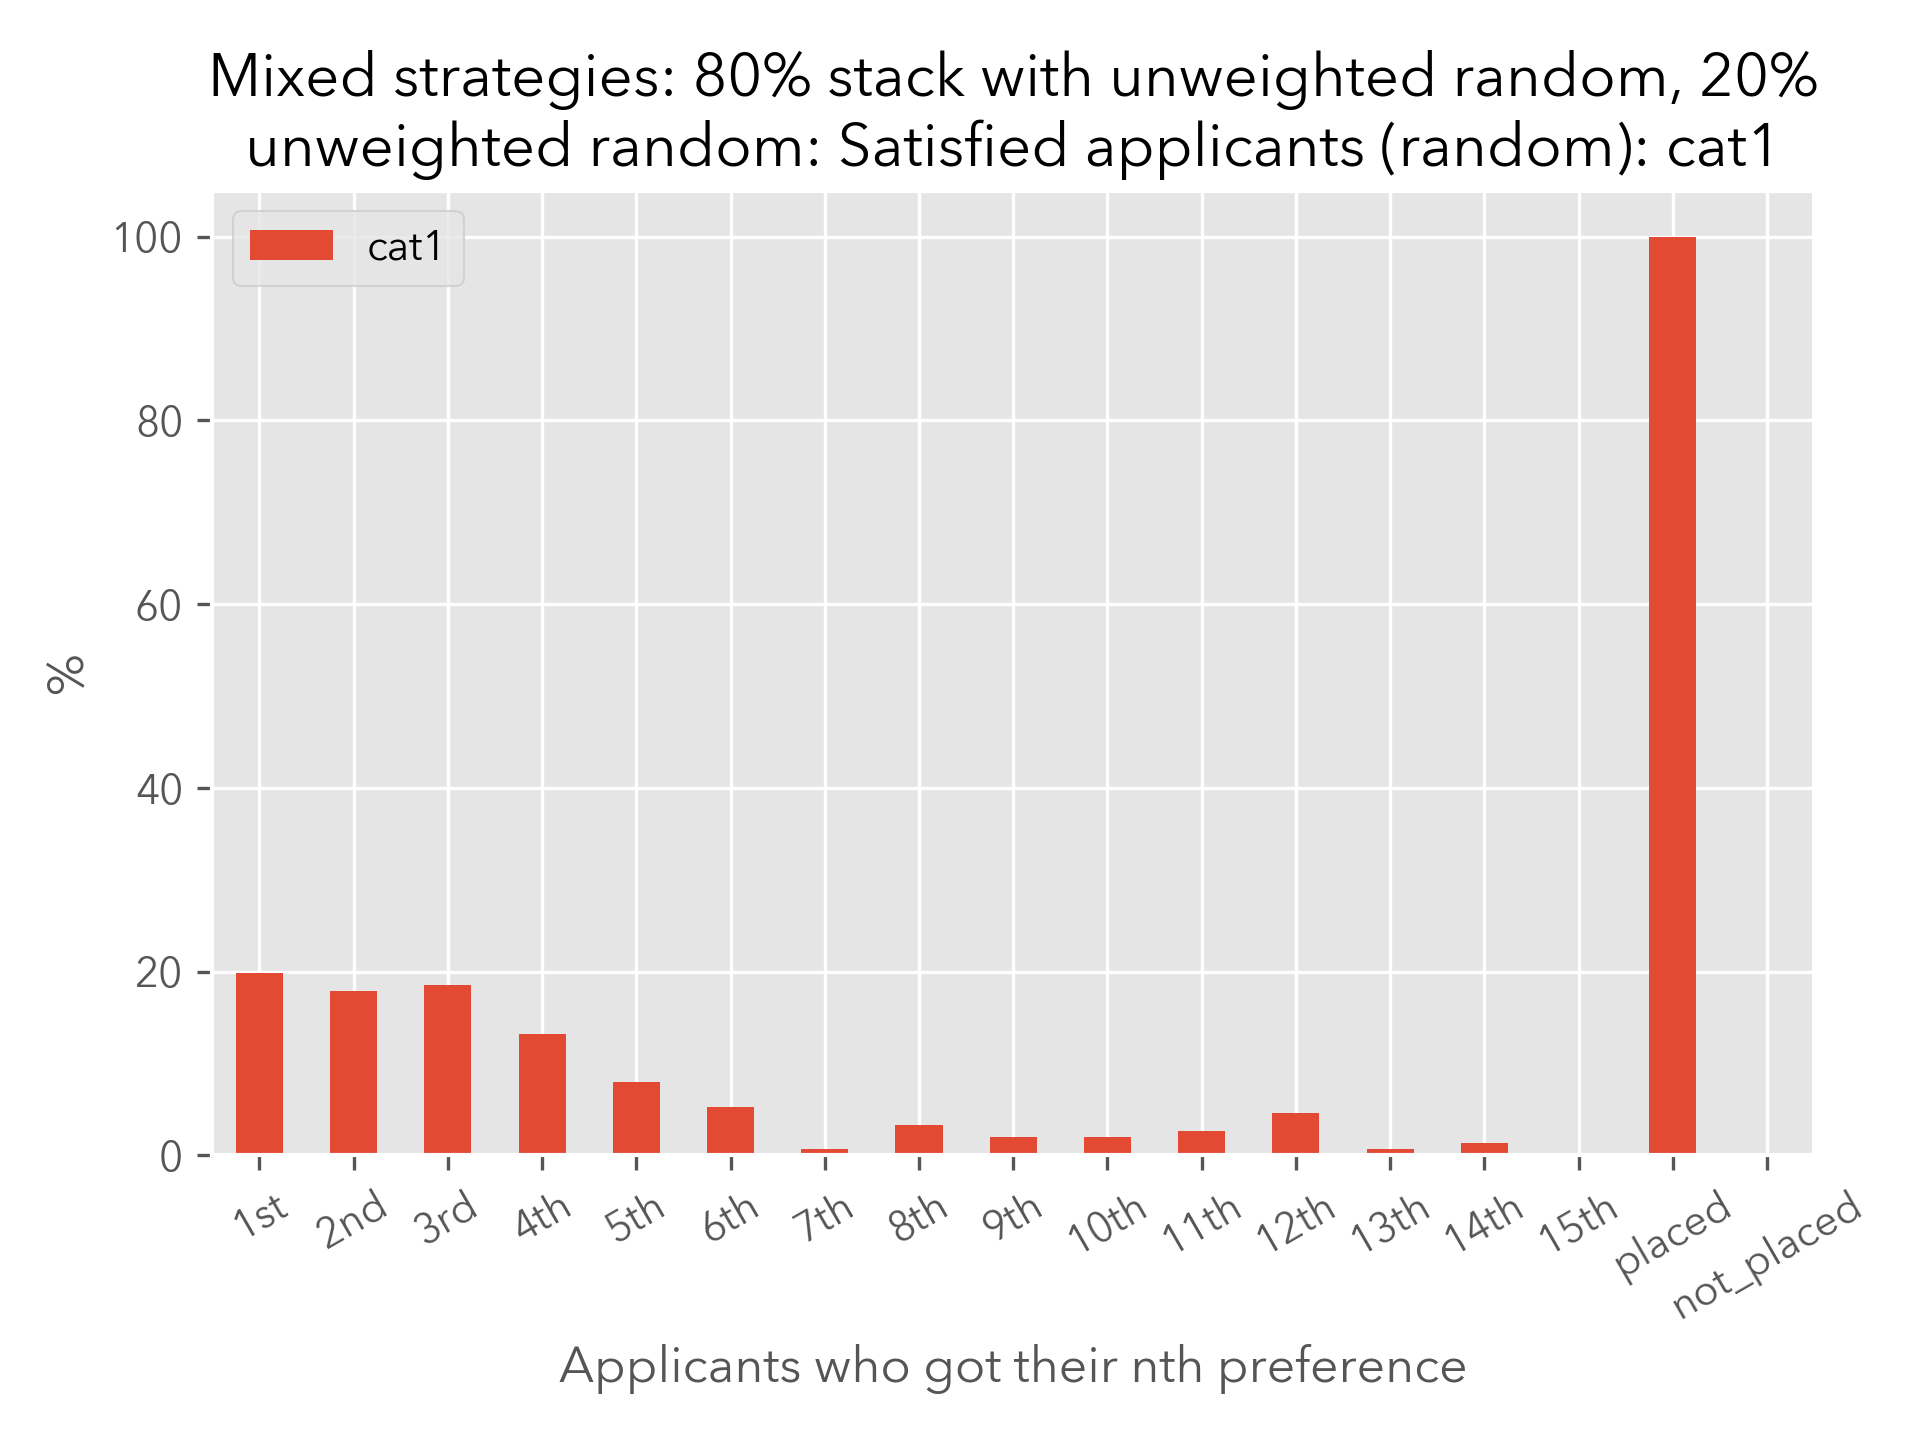 Mixed strategies: 80% stack with unweighted random, 20%
unweighted random: Satisfied applicants (random): cat1
cat1
100
80
60
40
20
0
%
1st
2nd
3rd
4th
5th
6th
7th
8th
9th
10th
11th
12th
13th
14th
15th
placed
not_placed
Applicants who got their nth preference